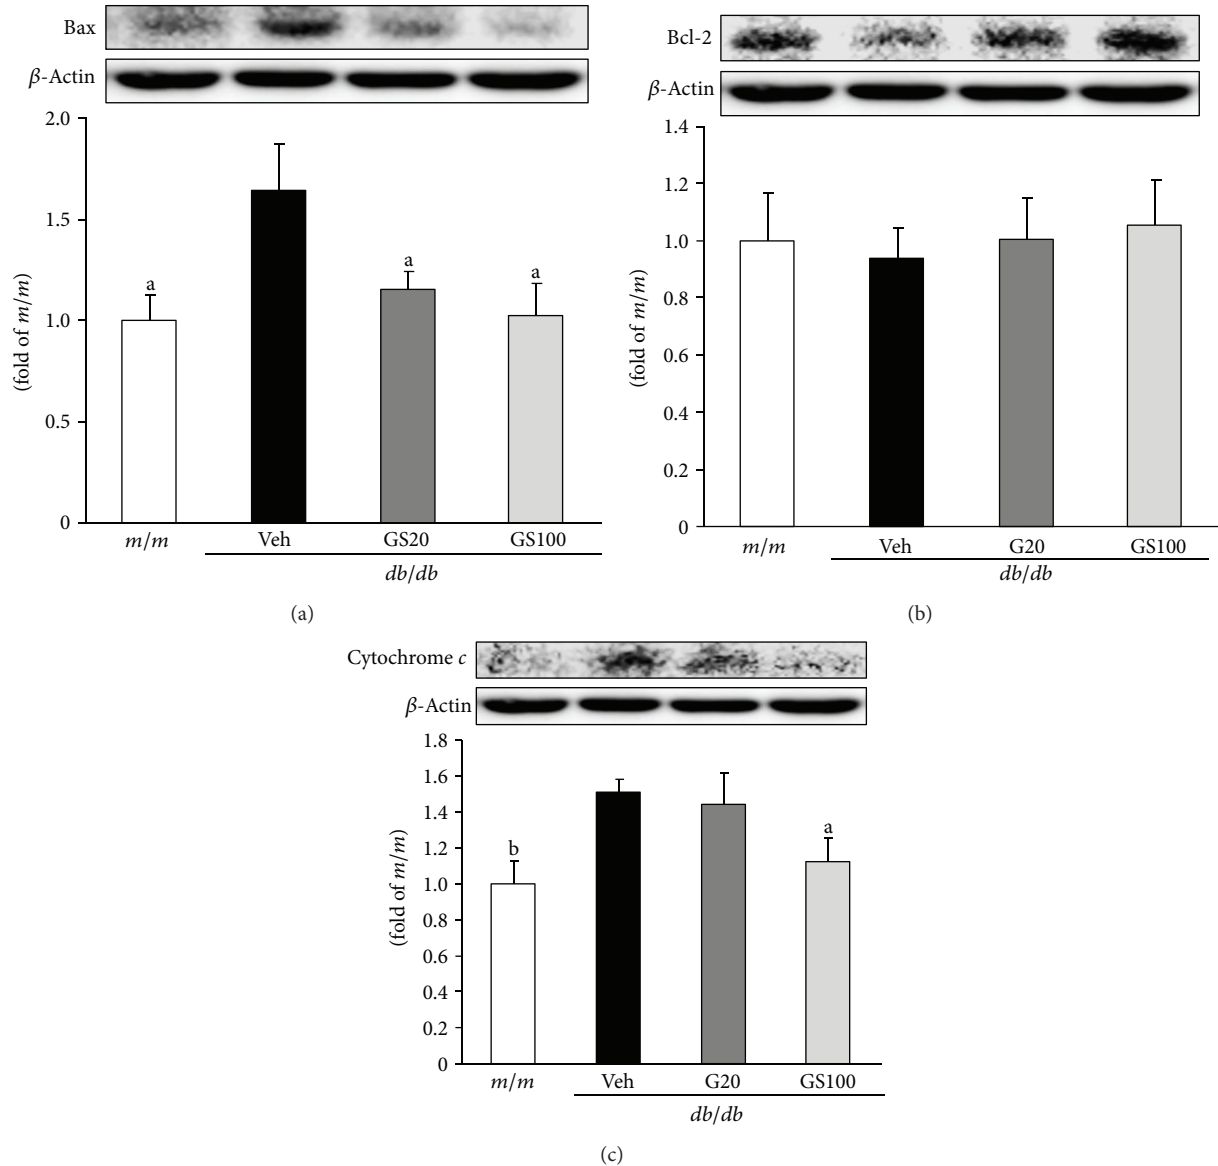 Bax
β-Actin
2.0
1.5
1.0
0.5
0
(fold of m/m)
a
a
a
m/m
Veh
GS20
GS100
db/db
(a)
Bcl-2
β-Actin
1.4
1.2
1.0
0.8
0.6
0.4
0.2
0
(fold of m/m)
m/m
Veh
G20
GS100
db/db
(b)
Cytochrome c
β-Actin
1.8
1.6
1.4
1.2
1.0
0.8
0.6
0.4
0.2
0
(fold of m/m)
b
a
m/m
Veh
G20
GS100
db/db
(c)